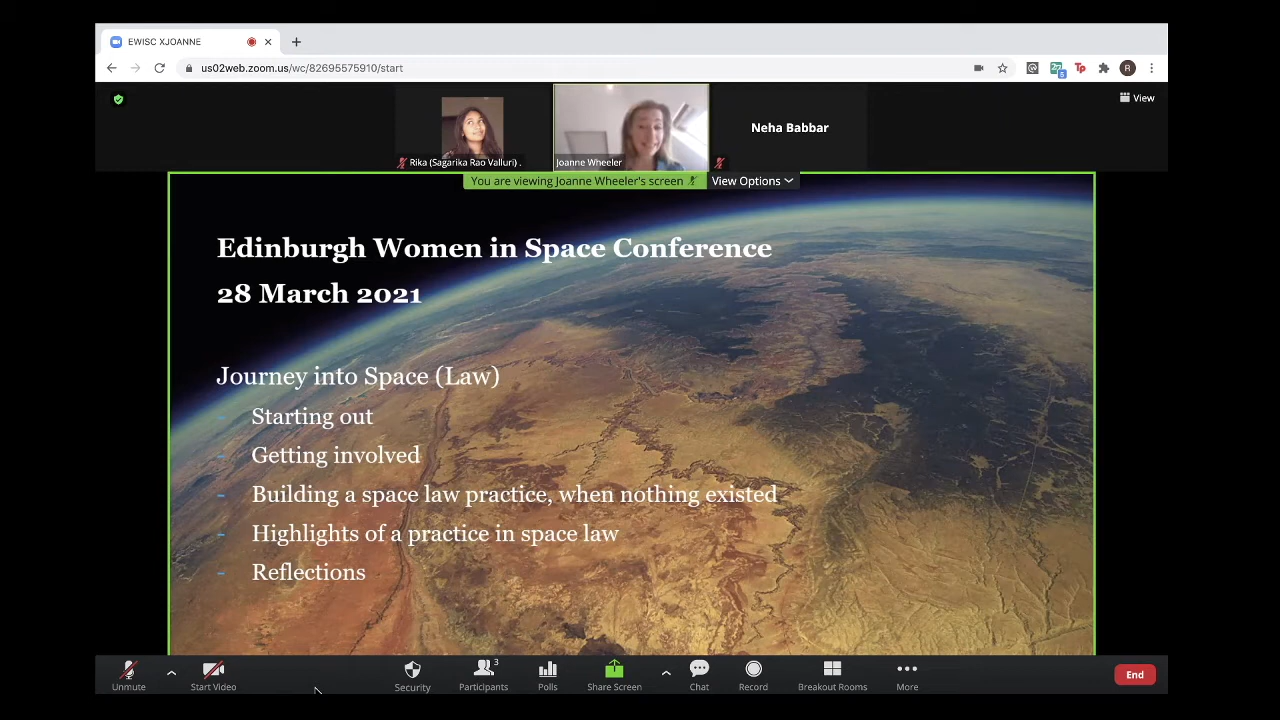 EWISC XJOANNE
us02web.zoom.us/wc/82695575910/start
5
Tp
R
View
Neha Babbar
Rika (Sagarika Rao Valluri) .
Joanne Wheeler
You are viewing Joanne Wheeler's screen
View Options
Edinburgh Women in Space Conference
28 March 2021
Journey into Space (Law)
- Starting out
- Getting involved
- Building a space law practice, when nothing existed
- Highlights of a practice in space law
- Reflections
3
Unmute
Start Video
Security
Participants
Polls
Share Screen
Chat
Record
Breakout Rooms
More
End